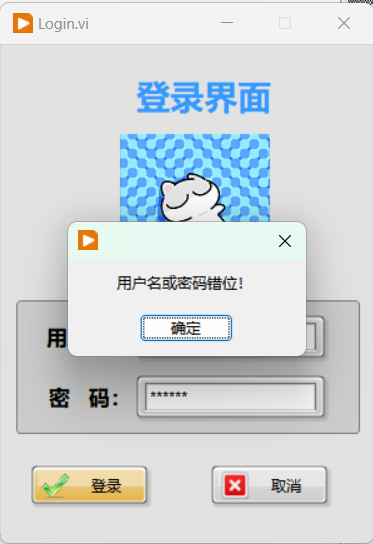 Login.vi
登录界面
用户名或密码错位！
确定
用
密 码：
******
登录
取消